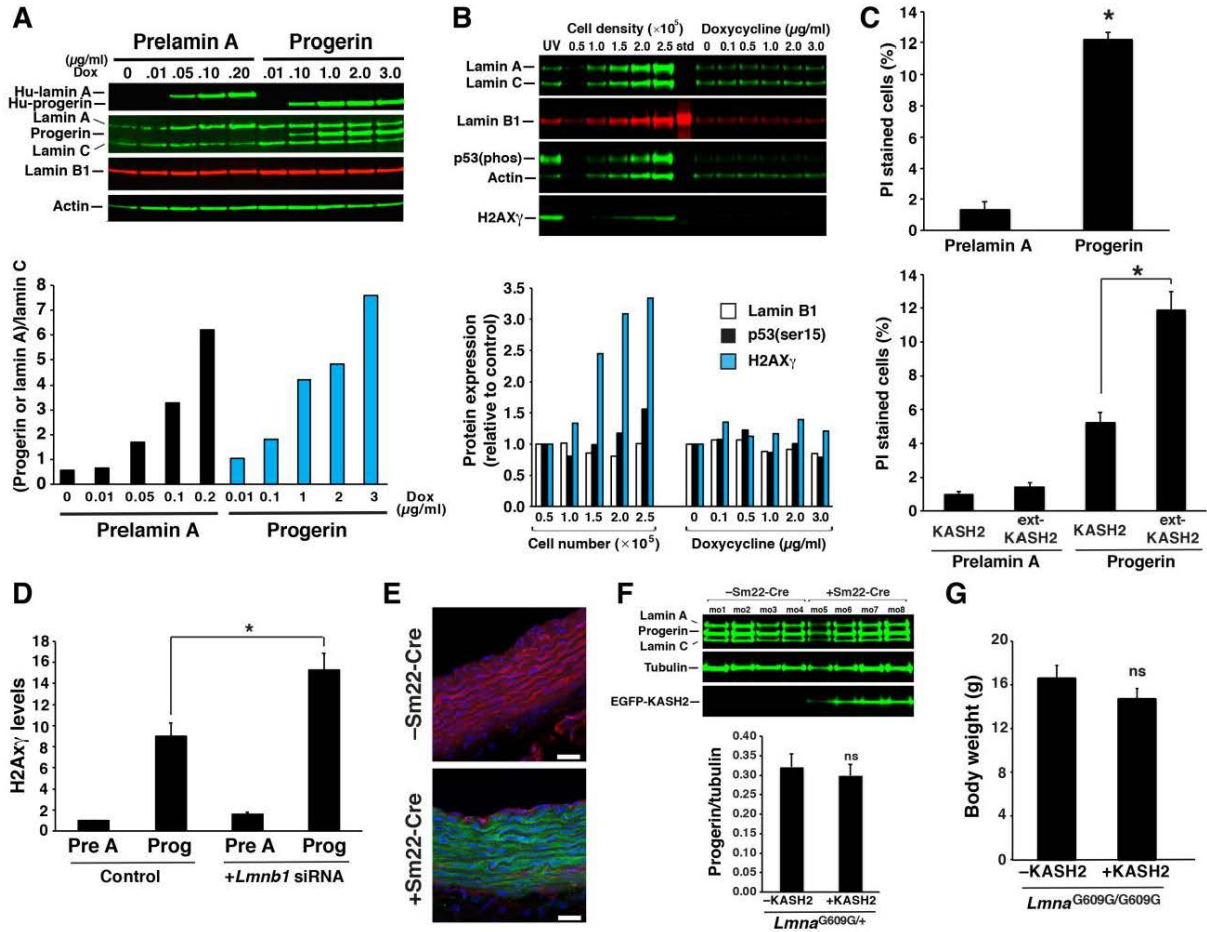 A
Prelamin A Progerin
(µg/ml)
Dox 0 .01 .05 .10 .20 .01 .10 1.0 2.0 3.0
Hu-lamin A
Hu-progerin
Lamin A
Progerin
Lamin C
Lamin B1
Actin
(Progerin or lamin A)/lamin C
8
7
6
5
4
3
2
1
0
0 0.01 0.05 0.1 0.2 0.01 0.1 1 2 3 Dox
(µg/ml)
Prelamin A Progerin
B
Cell density (×10⁵) Doxycycline (µg/ml)
UV 0.5 1.0 1.5 2.0 2.5 std 0 0.1 0.5 1.0 2.0 3.0
Lamin A
Lamin C
Lamin B1
p53(phos)
Actin
H2AXγ
Protein expression
(relative to control)
3.5
3.0
2.5
2.0
1.5
1.0
0.5
0.0
Lamin B1
p53(ser15)
H2AXγ
0.5 1.0 1.5 2.0 2.5 0 0.1 0.5 1.0 2.0 3.0
Cell number (×10⁵) Doxycycline (µg/ml)
C
PI stained cells (%)
14
12
10
8
6
4
2
0
*
Prelamin A Progerin
PI stained cells (%)
14
12
10
8
6
4
2
0
*
KASH2 ext-
KASH2 KASH2 ext-
KASH2
Prelamin A Progerin
D
H2Axγ levels
18
16
14
12
10
8
6
4
2
0
*
Pre A Prog Pre A Prog
Control +Lmnb1 siRNA
E
–Sm22-Cre
+Sm22-Cre
F
–Sm22-Cre +Sm22-Cre
mo1 mo2 mo3 mo4 mo5 mo6 mo7 mo8
Lamin A
Progerin
Lamin C
Tubulin
EGFP-KASH2
Progerin/tubulin
0.40
0.35
0.30
0.25
0.20
0.15
0.10
0.05
0.00
ns
–KASH2 +KASH2
Lmna^G609G/+
G
Body weight (g)
20
16
12
8
4
0
ns
–KASH2 +KASH2
Lmna^G609G/G609G